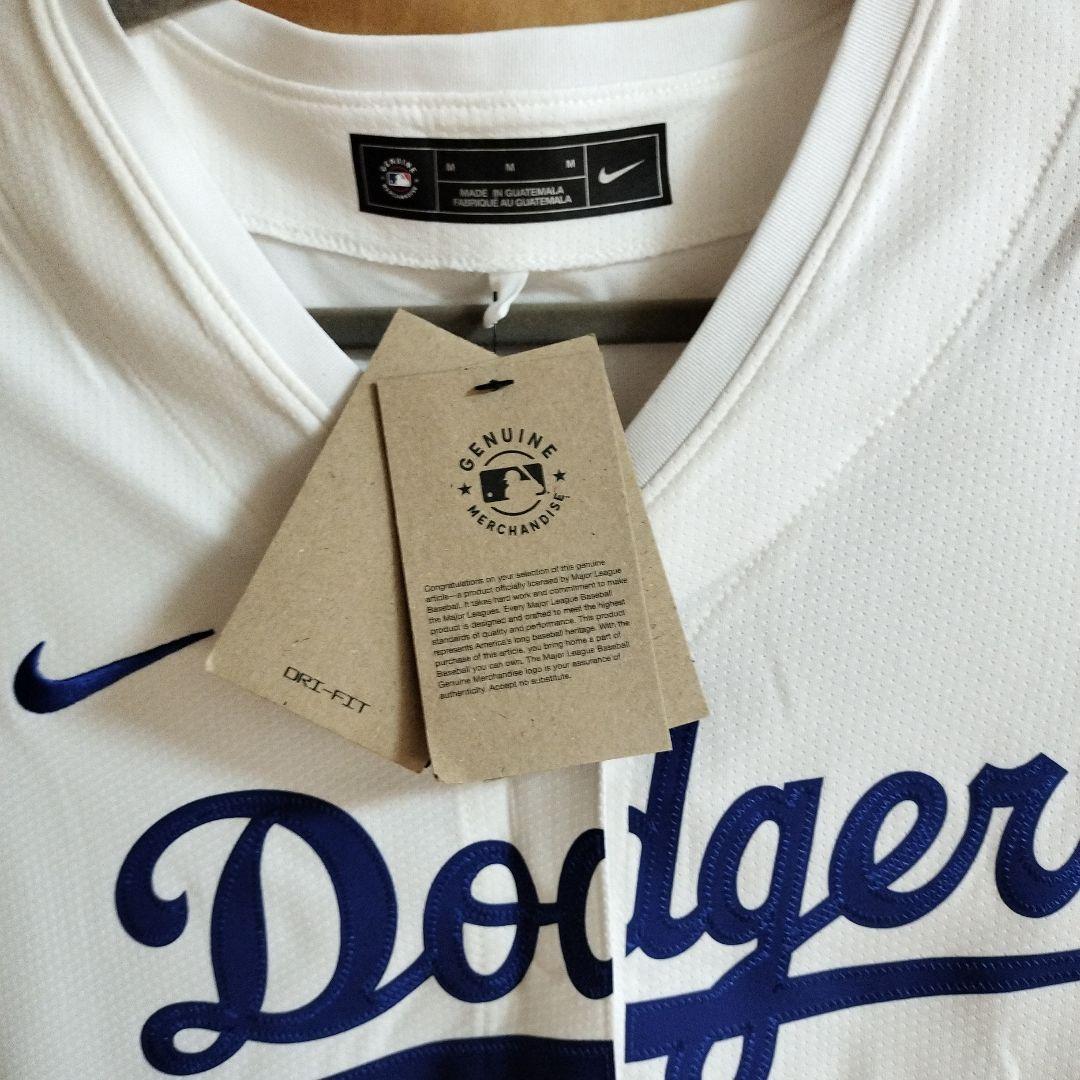 GENUINE
MERCHANDISE
M M M
MADE IN GUATEMALA
FABRIQUÉ AU GUATEMALA
GENUINE
MERCHANDISE
Congratulations on your selection of this genuine
article—a product officially licensed by Major League
Baseball. It takes hard work and commitment to make
the Major Leagues. Every Major League Baseball
product is designed and crafted to meet the highest
standards of quality and performance. This product
represents America's long baseball heritage. With the
purchase of this article, you bring home a part of
Baseball you can own. The Major League Baseball
Genuine Merchandise logo is your assurance of
authenticity. Accept no substitute.
DRI-FIT
Dodger